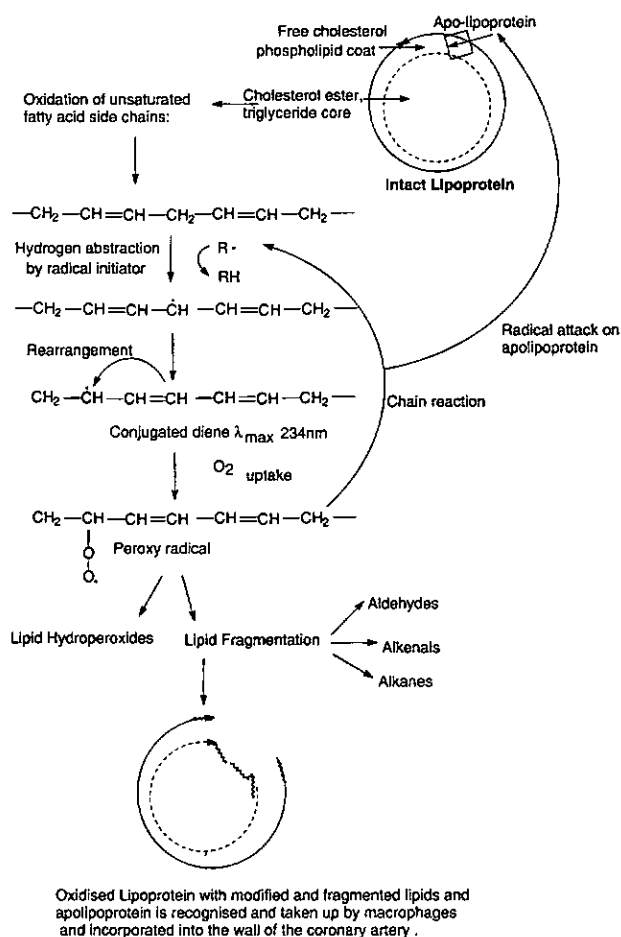 Apo-lipoprotein
Free cholesterol
phospholipid coat
Oxidation of unsaturated
fatty acid side chains:
Cholesterol ester,
triglyceride core
Intact Lipoprotein
—CH2—CH=CH—CH2—CH=CH—CH2—
Hydrogen abstraction
by radical initiator
R·
RH
—CH2—CH=CH—CH—CH=CH—CH2—
Radical attack on
apolipoprotein
Rearrangement
CH2—CH—CH=CH—CH=CH—CH2—
Chain reaction
Conjugated diene λmax 234nm
O2 uptake
CH2—CH—CH=CH—CH=CH—CH2—
O
O.
Peroxy radical
Lipid Hydroperoxides
Lipid Fragmentation
Aldehydes
Alkenals
Alkanes
Oxidised Lipoprotein with modified and fragmented lipids and
apolipoprotein is recognised and taken up by macrophages
and incorporated into the wall of the coronary artery .